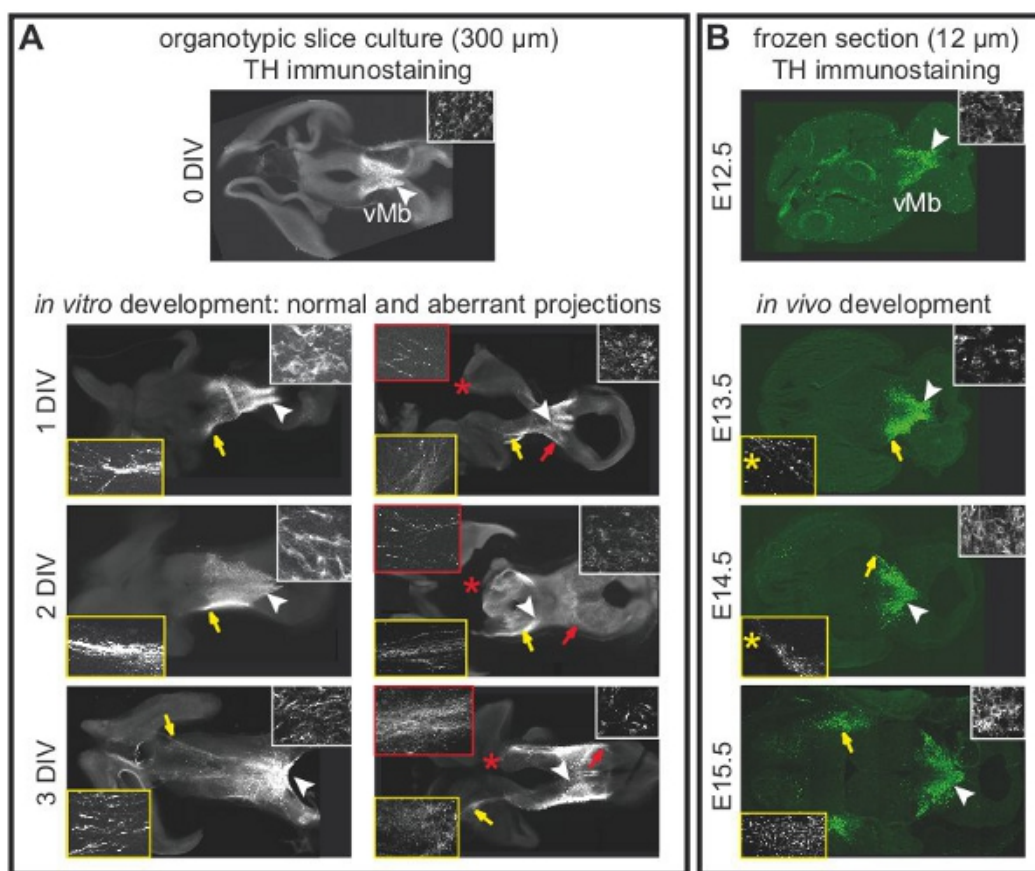 A
organotypic slice culture (300 µm)
TH immunostaining
0 DIV
vMb
in vitro development: normal and aberrant projections
1 DIV
*
2 DIV
*
3 DIV
*
B
frozen section (12 µm)
TH immunostaining
E12.5
vMb
in vivo development
E13.5
*
E14.5
*
E15.5